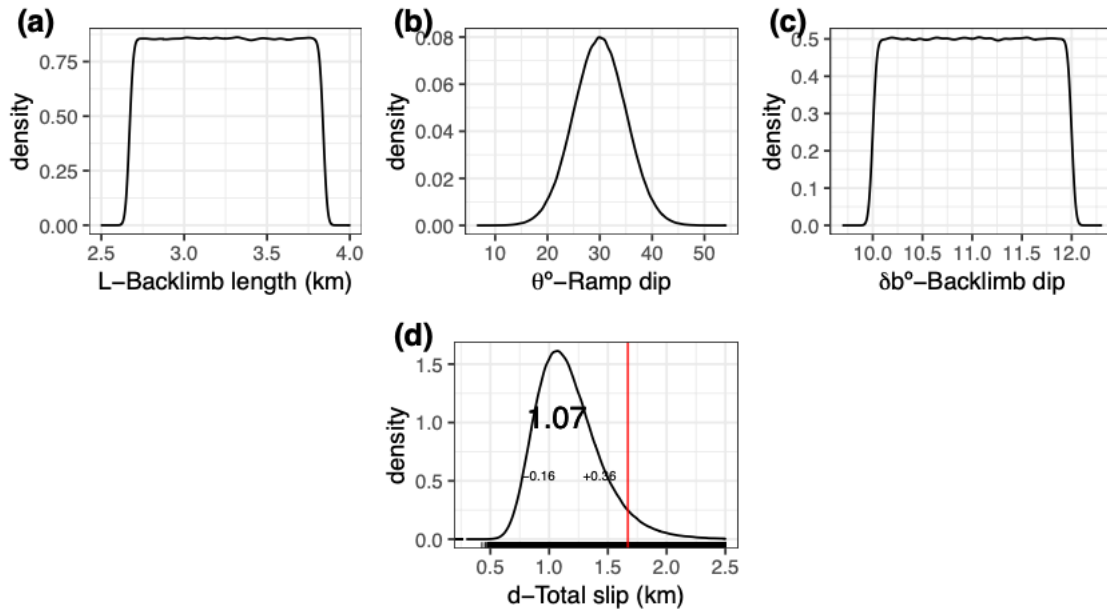 (a)
density
0.75
0.50
0.25
0.00
2.5 3.0 3.5 4.0
L−Backlimb length (km)
(b)
density
0.08
0.06
0.04
0.02
0.00
10 20 30 40 50
θ°−Ramp dip
(c)
density
0.5
0.4
0.3
0.2
0.1
0.0
10.0 10.5 11.0 11.5 12.0
δb°−Backlimb dip
(d)
density
1.5
1.0
0.5
0.0
1.07
−0.16 +0.36
0.5 1.0 1.5 2.0 2.5
d−Total slip (km)